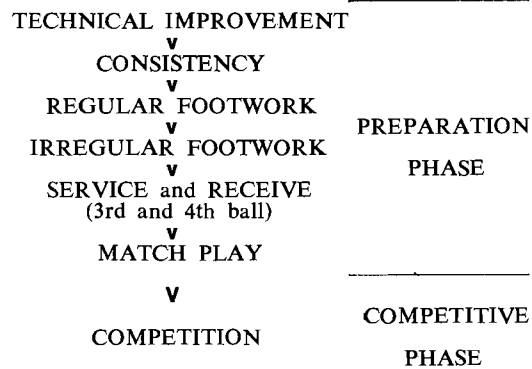 TECHNICAL IMPROVEMENT
v
CONSISTENCY
v
REGULAR FOOTWORK
v
IRREGULAR FOOTWORK
v
SERVICE and RECEIVE
(3rd and 4th ball)
v
MATCH PLAY
v
COMPETITION
PREPARATION
PHASE
COMPETITIVE
PHASE